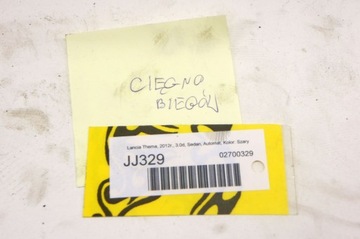 CIĘGNO
BIEGÓW
Lancia Thema, 2012r., 3.0d, Sedan, Automat, Kolor: Szary
JJ329
02700329